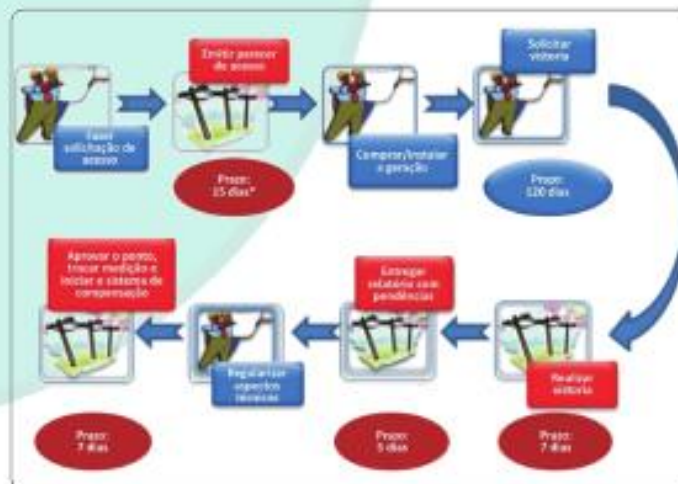 Fazer
solicitação de
acesso
Emitir parecer
de acesso
Prazo:
15 dias*
Comprar/instalar
a geração
Solicitar
vistoria
Prazo:
120 dias
Realizar
vistoria
Prazo:
7 dias
Entregar
relatório com
pendências
Prazo:
5 dias
Regularizar
aspectos
técnicos
Aprovar o ponto,
trocar medição e
iniciar o sistema de
compensação
Prazo:
7 dias